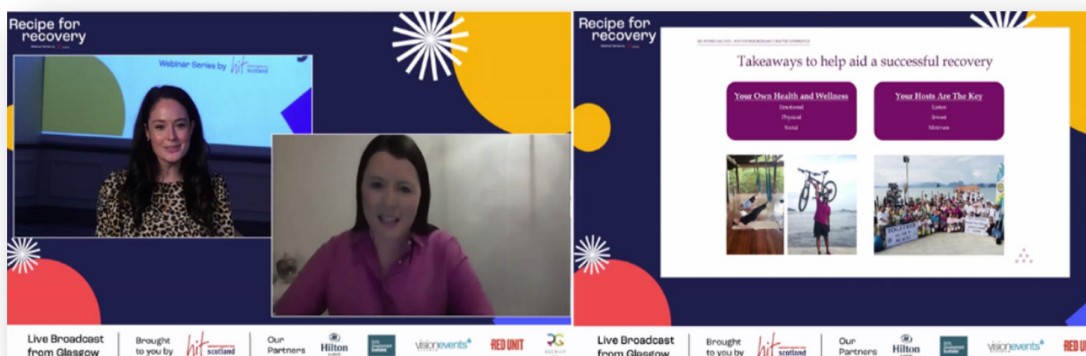 Recipe for
recovery
Webinar Series by hit scotland
Live Broadcast
from Glasgow
Brought
to you by
hit
scotland
Our
Partners
Hilton
visionevents
RED UNIT
RG
Recipe for
recovery
Takeaways to help aid a successful recovery
Your Own Health and Wellness
Emotional
Physical
Social
Your Hosts Are The Key
Listen
Invest
Motivate
TOGETHER
Live Broadcast
from Glasgow
Brought
to you by
hit
scotland
Our
Partners
Hilton
visionevents
RED U